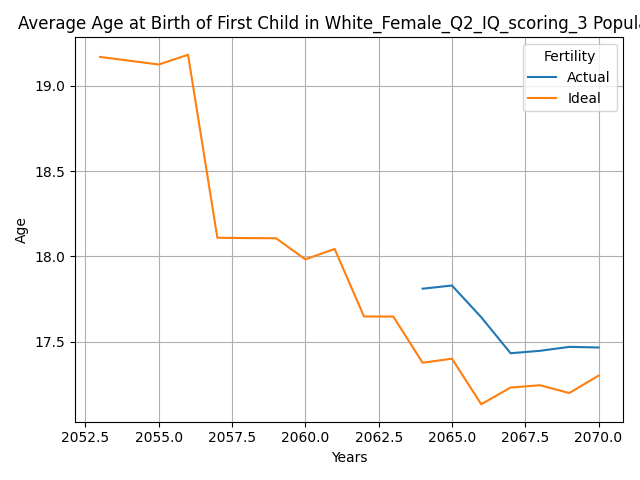 Average Age at Birth of First Child in White_Female_Q2_IQ_scoring_3
Fertility
Actual
Ideal
19.0
18.5
18.0
17.5
Age
2052.5 2055.0 2057.5 2060.0 2062.5 2065.0 2067.5 2070.0
Years